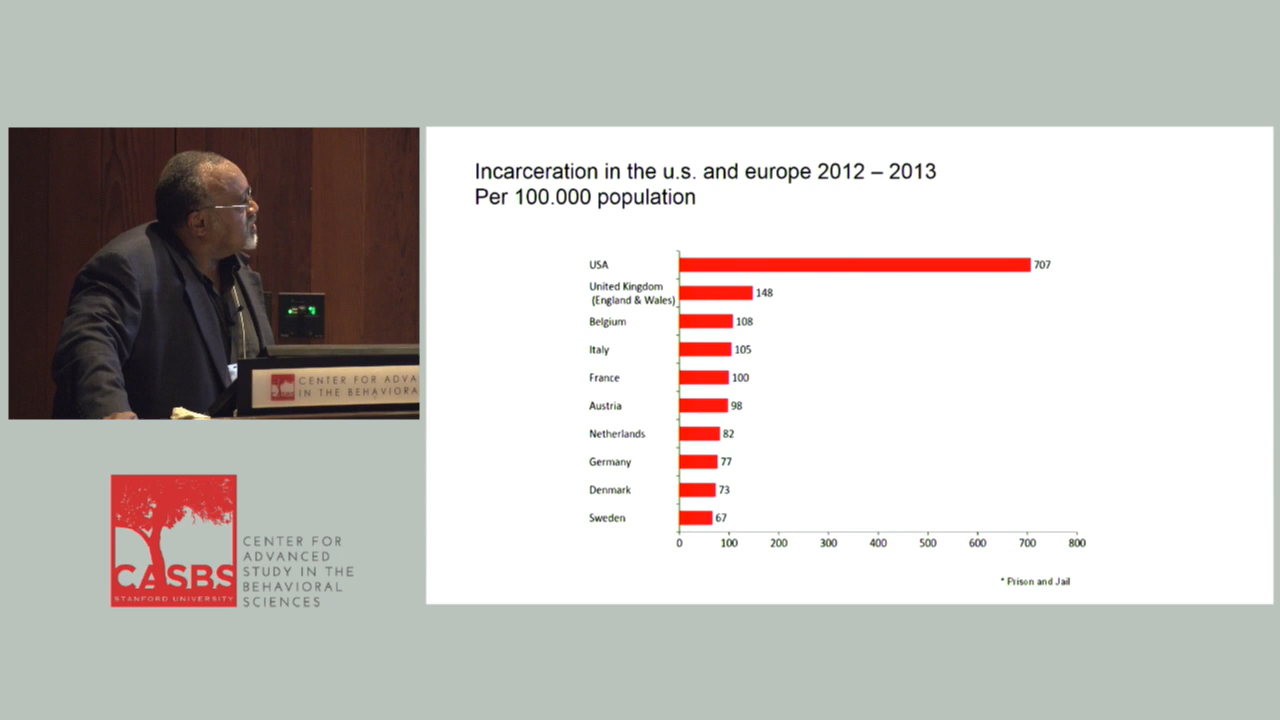 Incarceration in the u.s. and europe 2012 – 2013
Per 100.000 population
USA 707
United Kingdom
(England & Wales) 148
Belgium 108
Italy 105
France 100
Austria 98
Netherlands 82
Germany 77
Denmark 73
Sweden 67
0 100 200 300 400 500 600 700 800
* Prison and Jail
CENTER FOR ADVA
IN THE BEHAVIORA
CASBS
STANFORD UNIVERSITY
CENTER FOR
ADVANCED
STUDY IN THE
BEHAVIORAL
SCIENCES